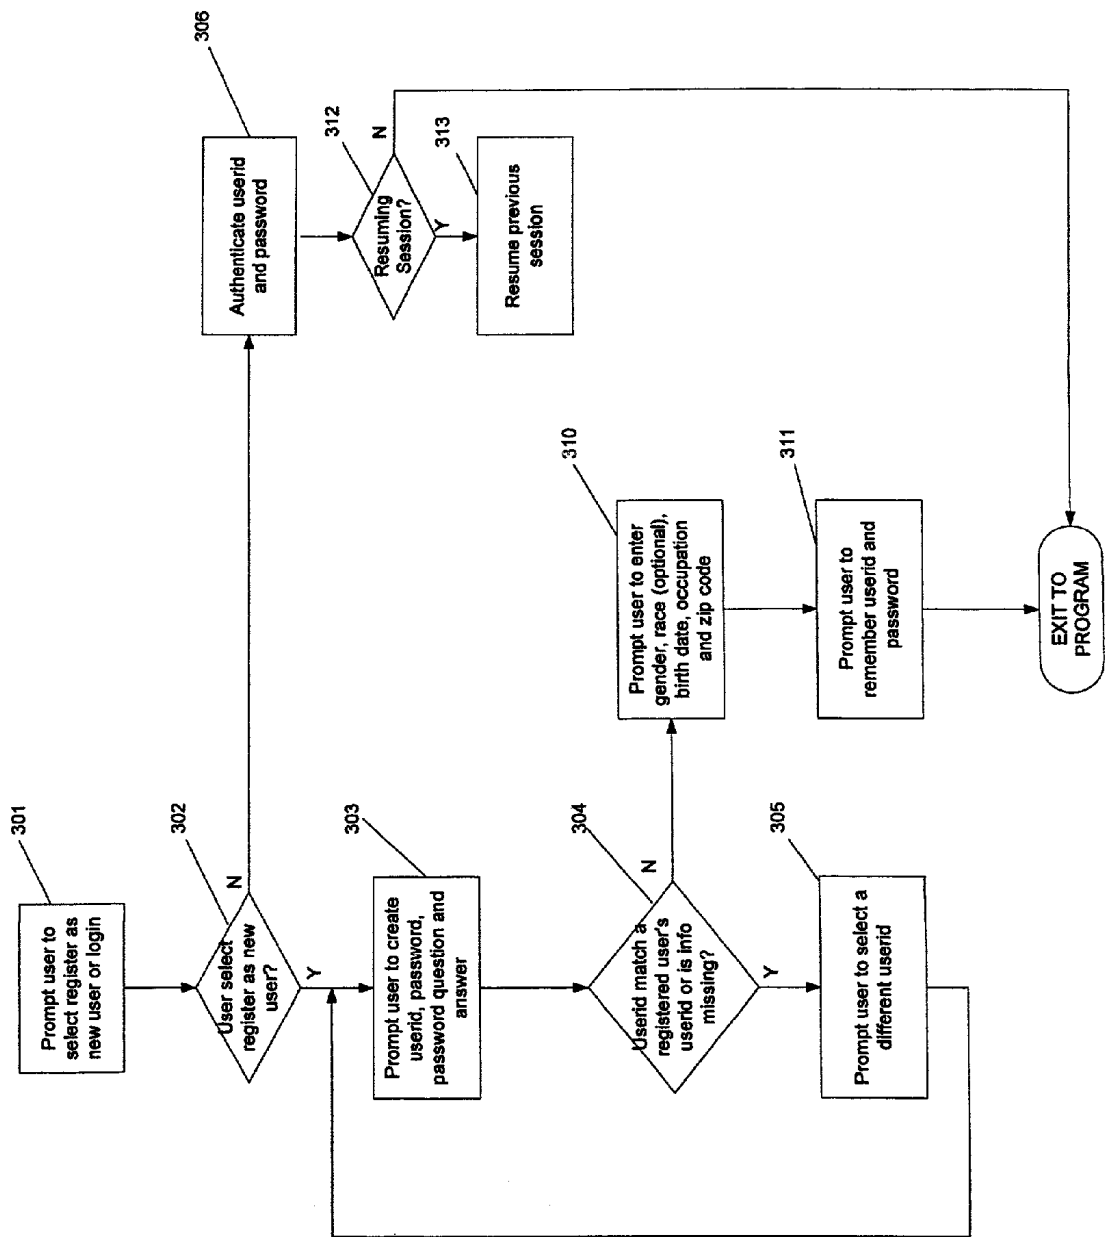 301
Prompt user to
select register as
new user or login
302
User select
register as new
user?
N
Y
303
Prompt user to create
userid, password,
password question and
answer
304
Userid match a
registered user's
userid or is info
missing?
N
Y
305
Prompt user to select a
different userid
310
Prompt user to enter
gender, race (optional),
birth date, occupation
and zip code
311
Prompt user to
remember userid and
password
EXIT TO
PROGRAM
306
Authenticate userid
and password
312
Resuming
Session?
N
Y
313
Resume previous
session